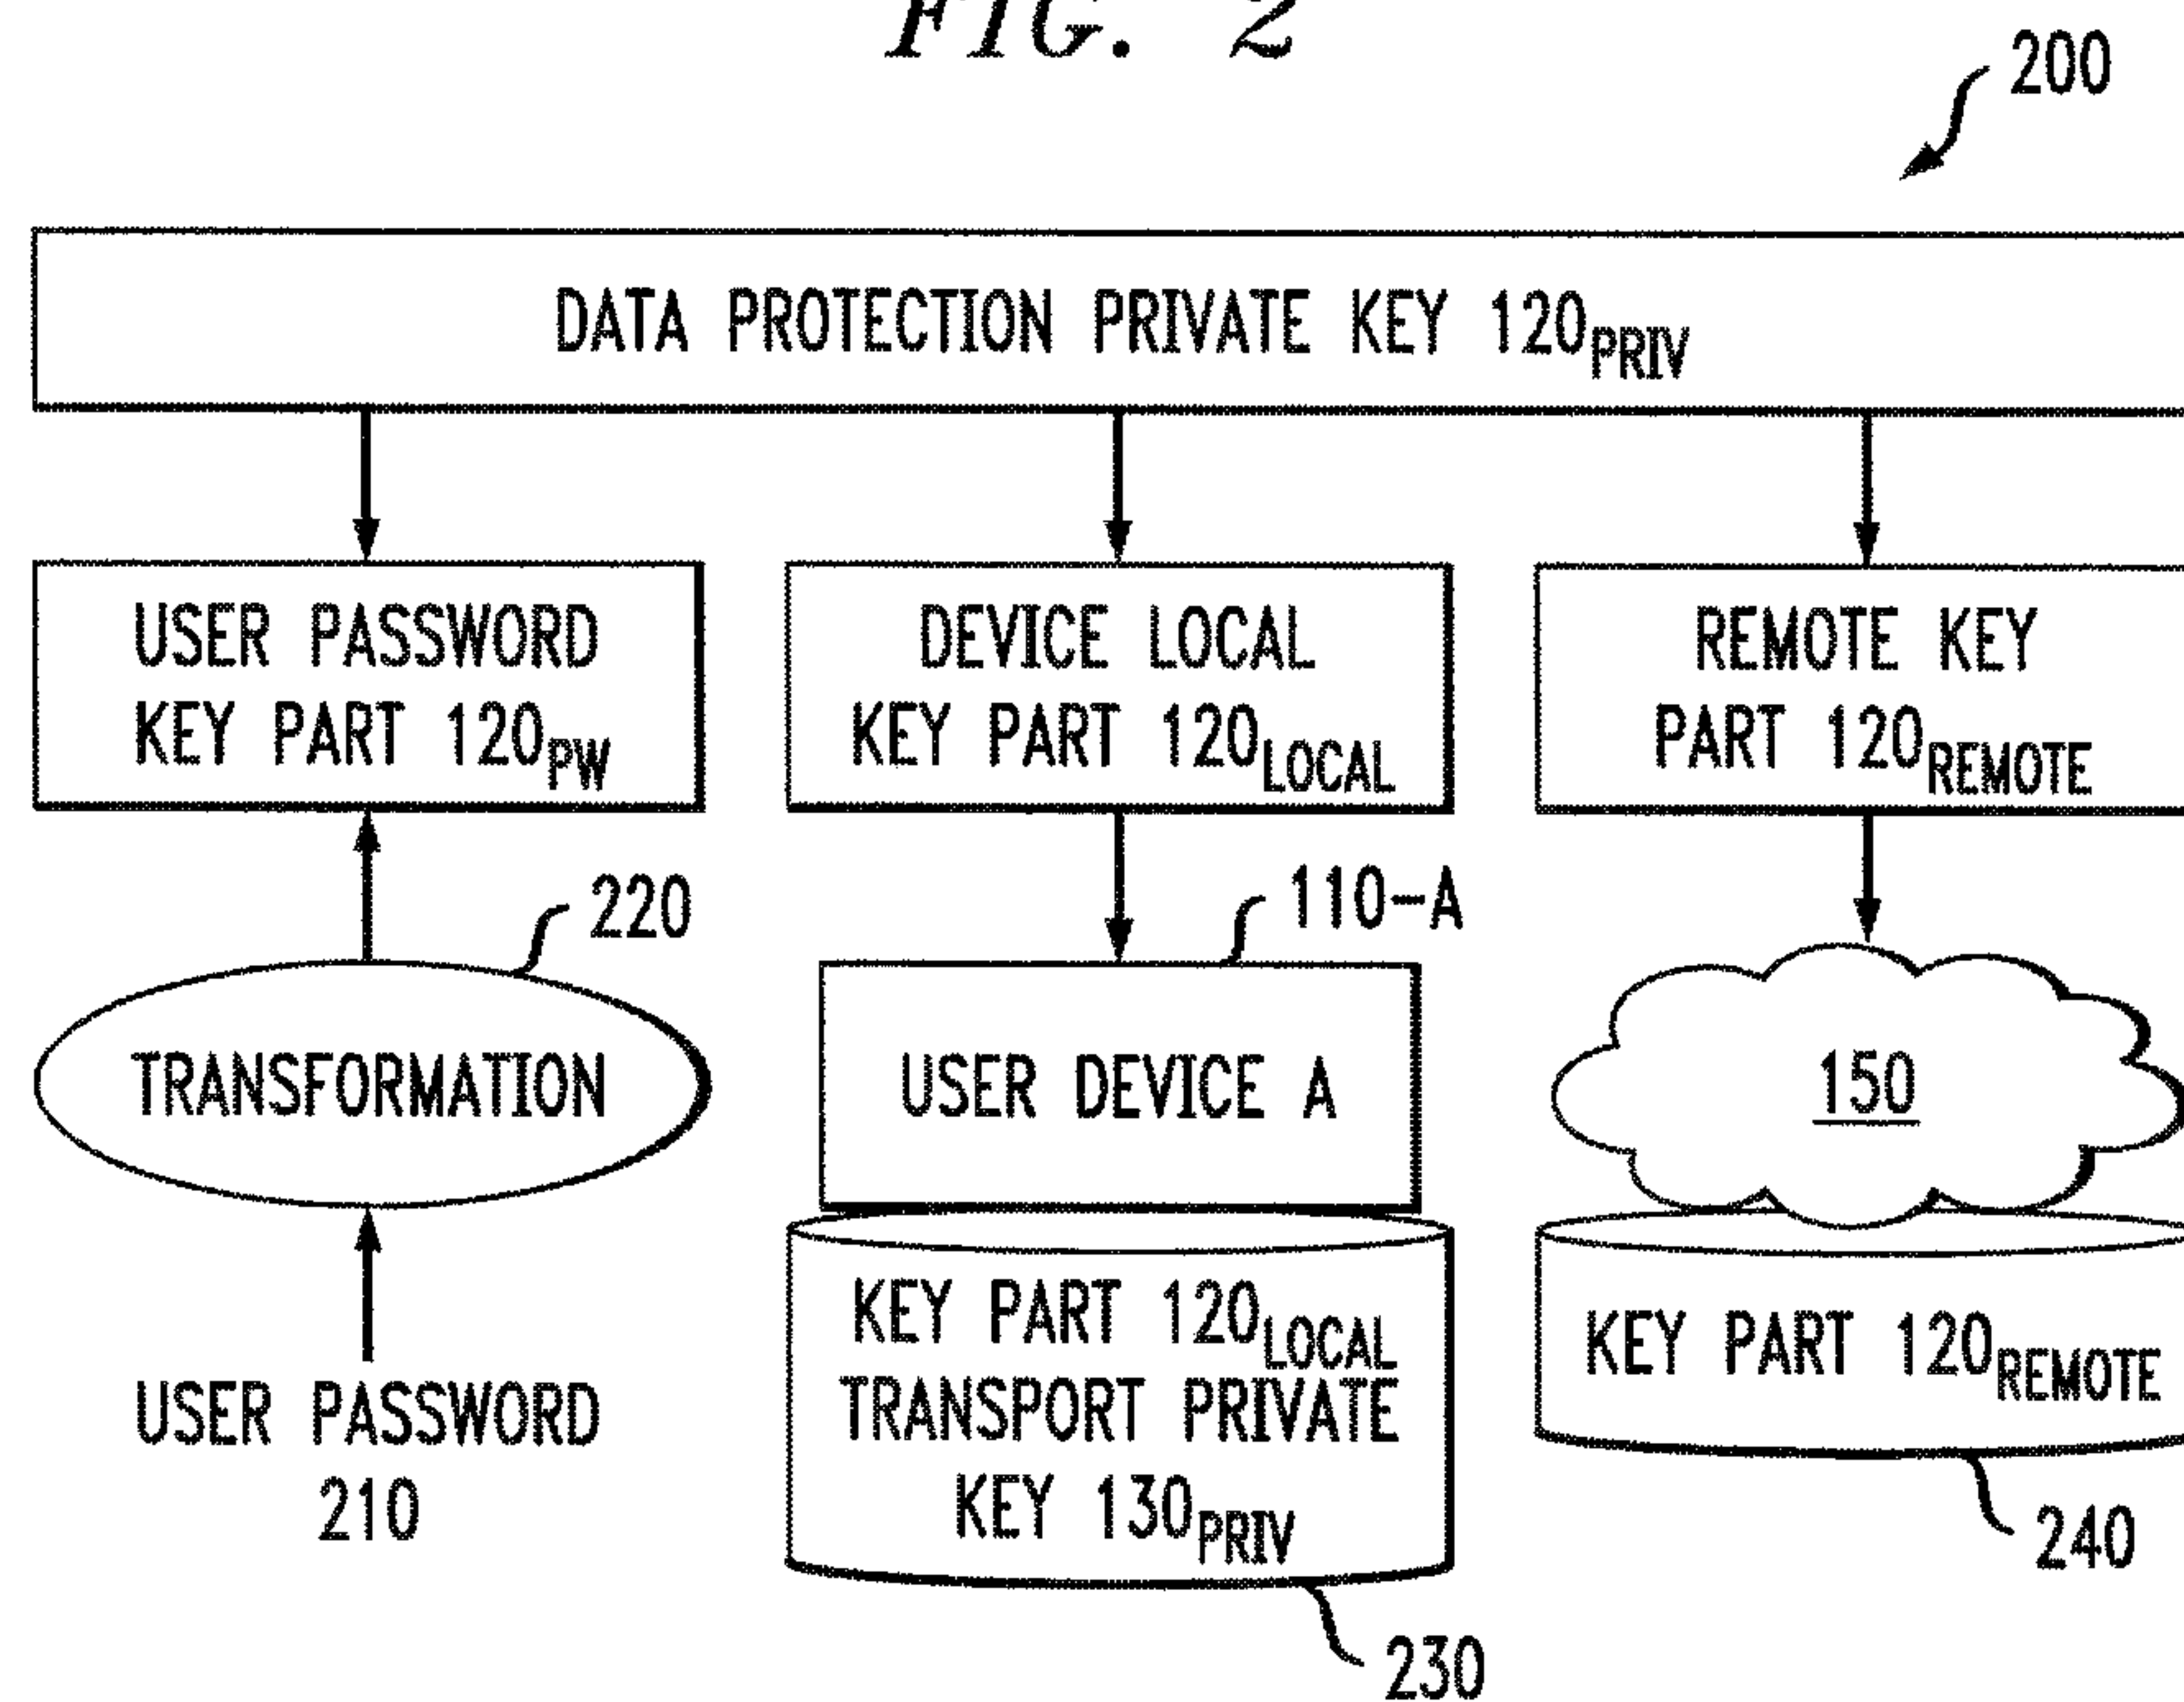 FIG. 2
200
DATA PROTECTION PRIVATE KEY 120PRIV
USER PASSWORD
KEY PART 120PW
DEVICE LOCAL
KEY PART 120LOCAL
REMOTE KEY
PART 120REMOTE
220
110-A
TRANSFORMATION
USER DEVICE A
150
USER PASSWORD
210
KEY PART 120LOCAL
TRANSPORT PRIVATE
KEY 130PRIV
KEY PART 120REMOTE
240
230